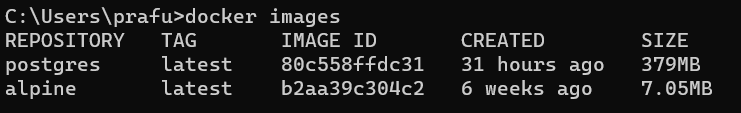 C:\Users\prafu>docker images
REPOSITORY   TAG       IMAGE ID       CREATED        SIZE
postgres     latest    80c558ffdc31   31 hours ago   379MB
alpine       latest    b2aa39c304c2   6 weeks ago    7.05MB